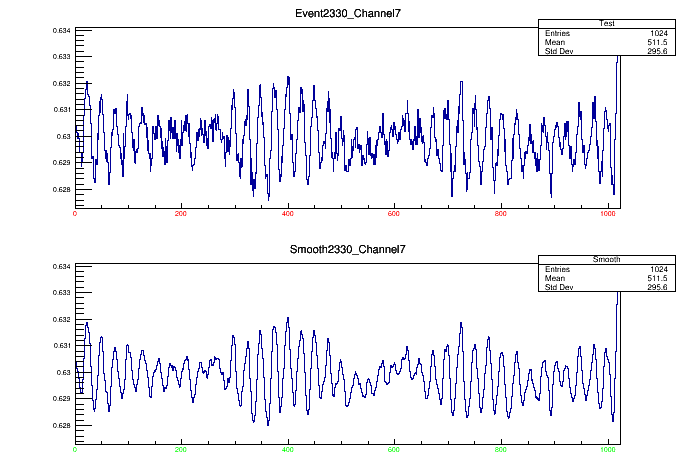 Event2330_Channel7
Test
Entries 1024
Mean 511.5
Std Dev 295.6
0.634
0.633
0.632
0.631
0.63
0.629
0.628
0 200 400 600 800 1000
Smooth2330_Channel7
Smooth
Entries 1024
Mean 511.5
Std Dev 295.6
0.634
0.633
0.632
0.631
0.63
0.629
0.628
0 200 400 600 800 1000